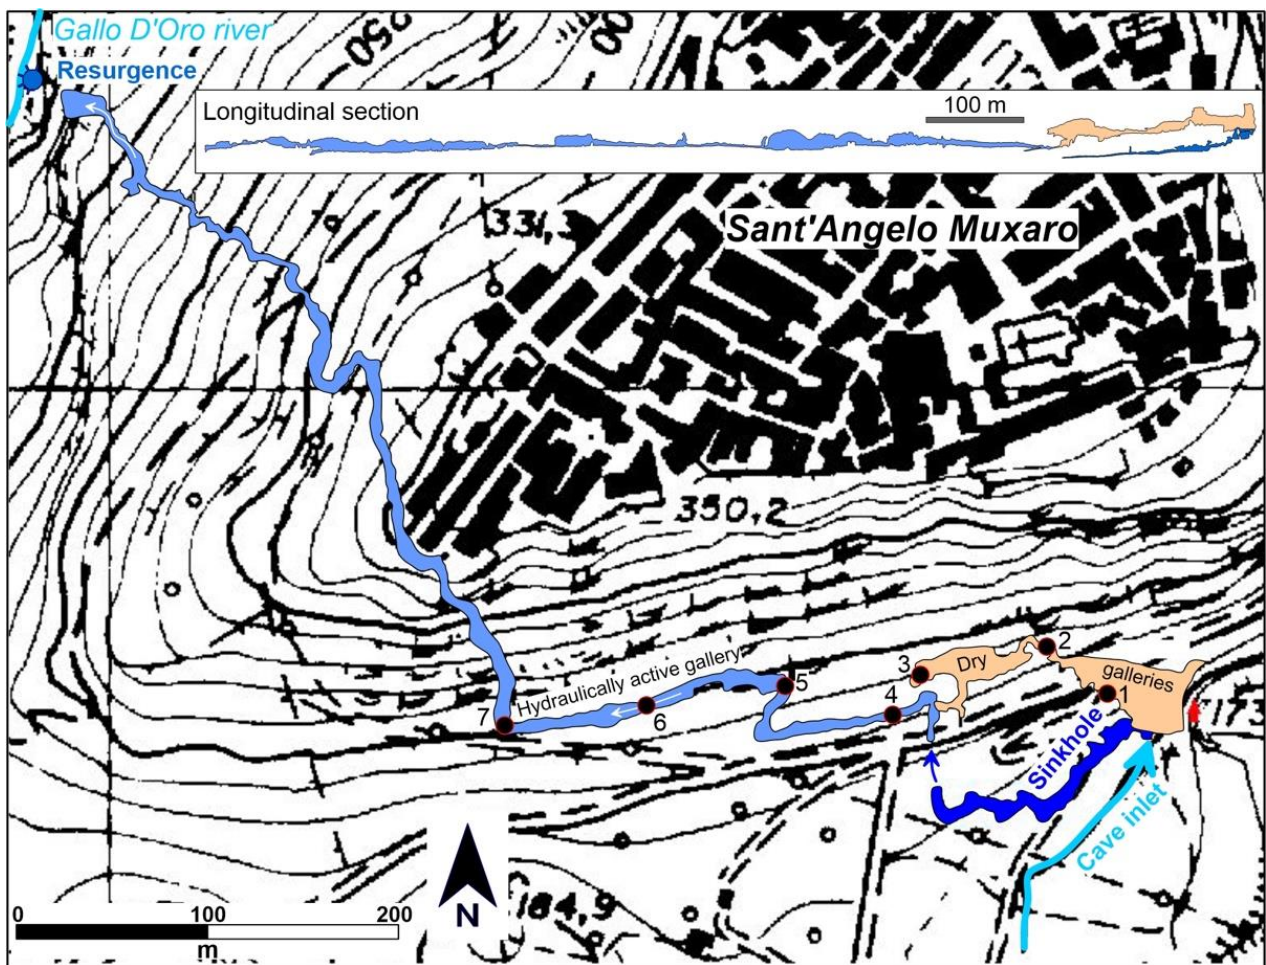 Gallo D'Oro river
Resurgence
Longitudinal section
100 m
331,3
Sant'Angelo Muxaro
350,2
Hydraulically active gallery
Dry
galleries
1
2
3
4
5
6
7
173
Sinkhole
Cave inlet
N
184,9
0 100 200
m